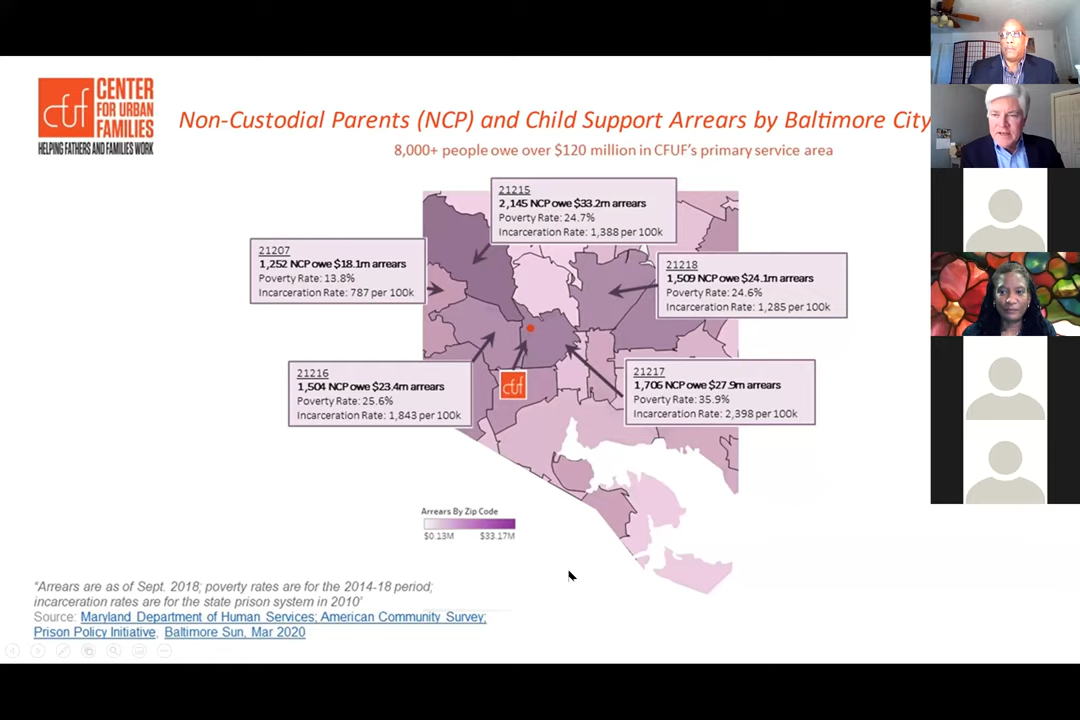 cfuf CENTER
FOR URBAN
FAMILIES
HELPING FATHERS AND FAMILIES WORK
Non-Custodial Parents (NCP) and Child Support Arrears by Baltimore City
8,000+ people owe over $120 million in CFUF's primary service area
21215
2,145 NCP owe $33.2m arrears
Poverty Rate: 24.7%
Incarceration Rate: 1,388 per 100k
21207
1,252 NCP owe $18.1m arrears
Poverty Rate: 13.8%
Incarceration Rate: 787 per 100k
21218
1,509 NCP owe $24.1m arrears
Poverty Rate: 24.6%
Incarceration Rate: 1,285 per 100k
21216
1,504 NCP owe $23.4m arrears
Poverty Rate: 25.6%
Incarceration Rate: 1,843 per 100k
cfuf
21217
1,706 NCP owe $27.9m arrears
Poverty Rate: 35.9%
Incarceration Rate: 2,398 per 100k
Arrears By Zip Code
$0.13M $33.17M
“Arrears are as of Sept. 2018; poverty rates are for the 2014-18 period;
incarceration rates are for the state prison system in 2010’
Source: Maryland Department of Human Services; American Community Survey;
Prison Policy Initiative, Baltimore Sun, Mar 2020